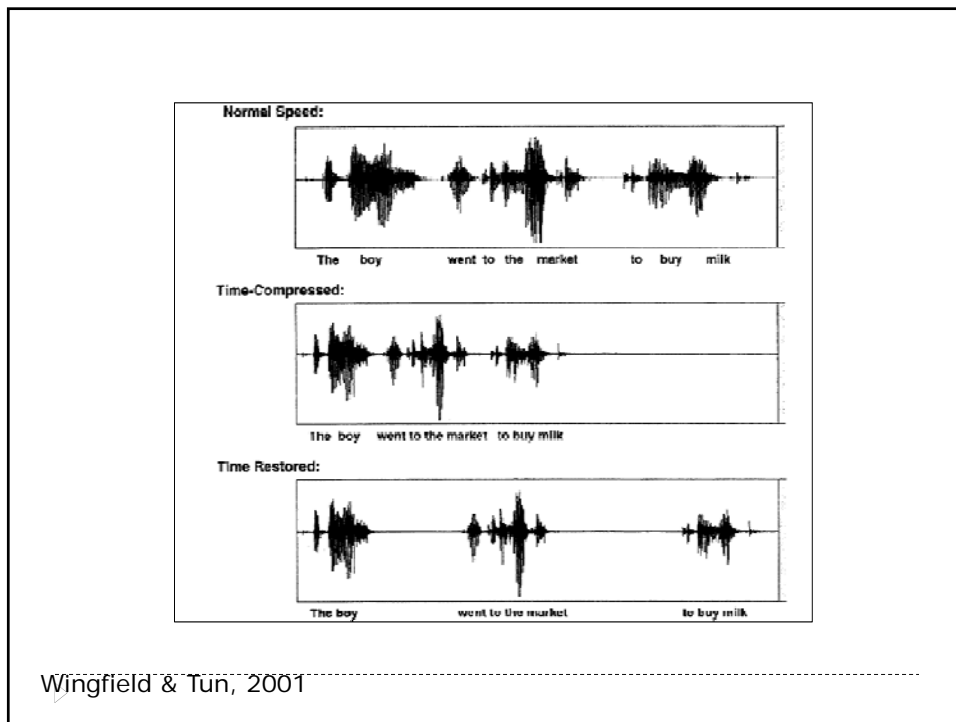 Normal Speed:
The boy went to the market to buy milk
Time-Compressed:
The boy went to the market to buy milk
Time Restored:
The boy went to the market to buy milk
Wingfield & Tun, 2001